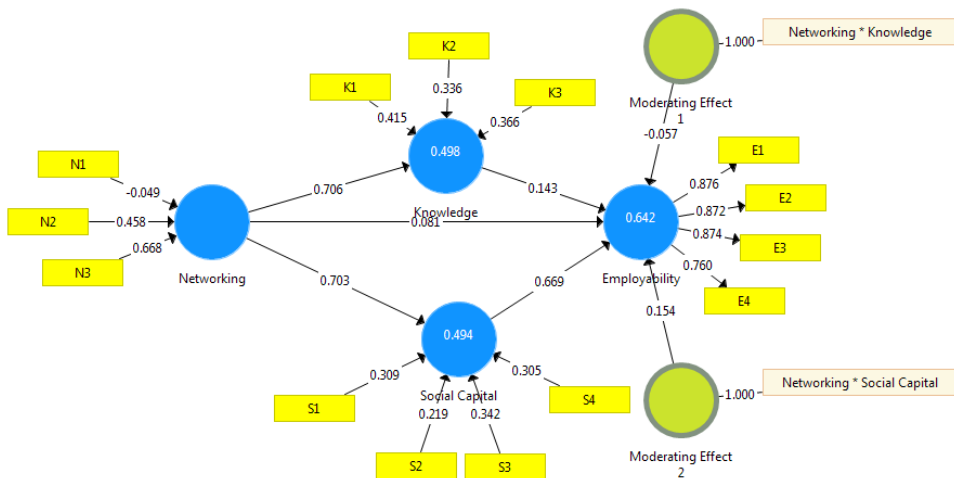 K2
Networking * Knowledge
1.000
K1
0.336
K3
0.415
0.366
Moderating Effect
1
-0.057
E1
N1
0.498
0.876
-0.049
0.706
0.143
E2
0.872
Knowledge
N2
0.458
0.081
0.642
0.874
E3
0.668
N3
Networking
0.703
0.669
Employability
0.760
E4
0.154
0.494
0.309
0.305
Networking * Social Capital
1.000
Social Capital
S1
S4
0.219
0.342
Moderating Effect
2
S2
S3